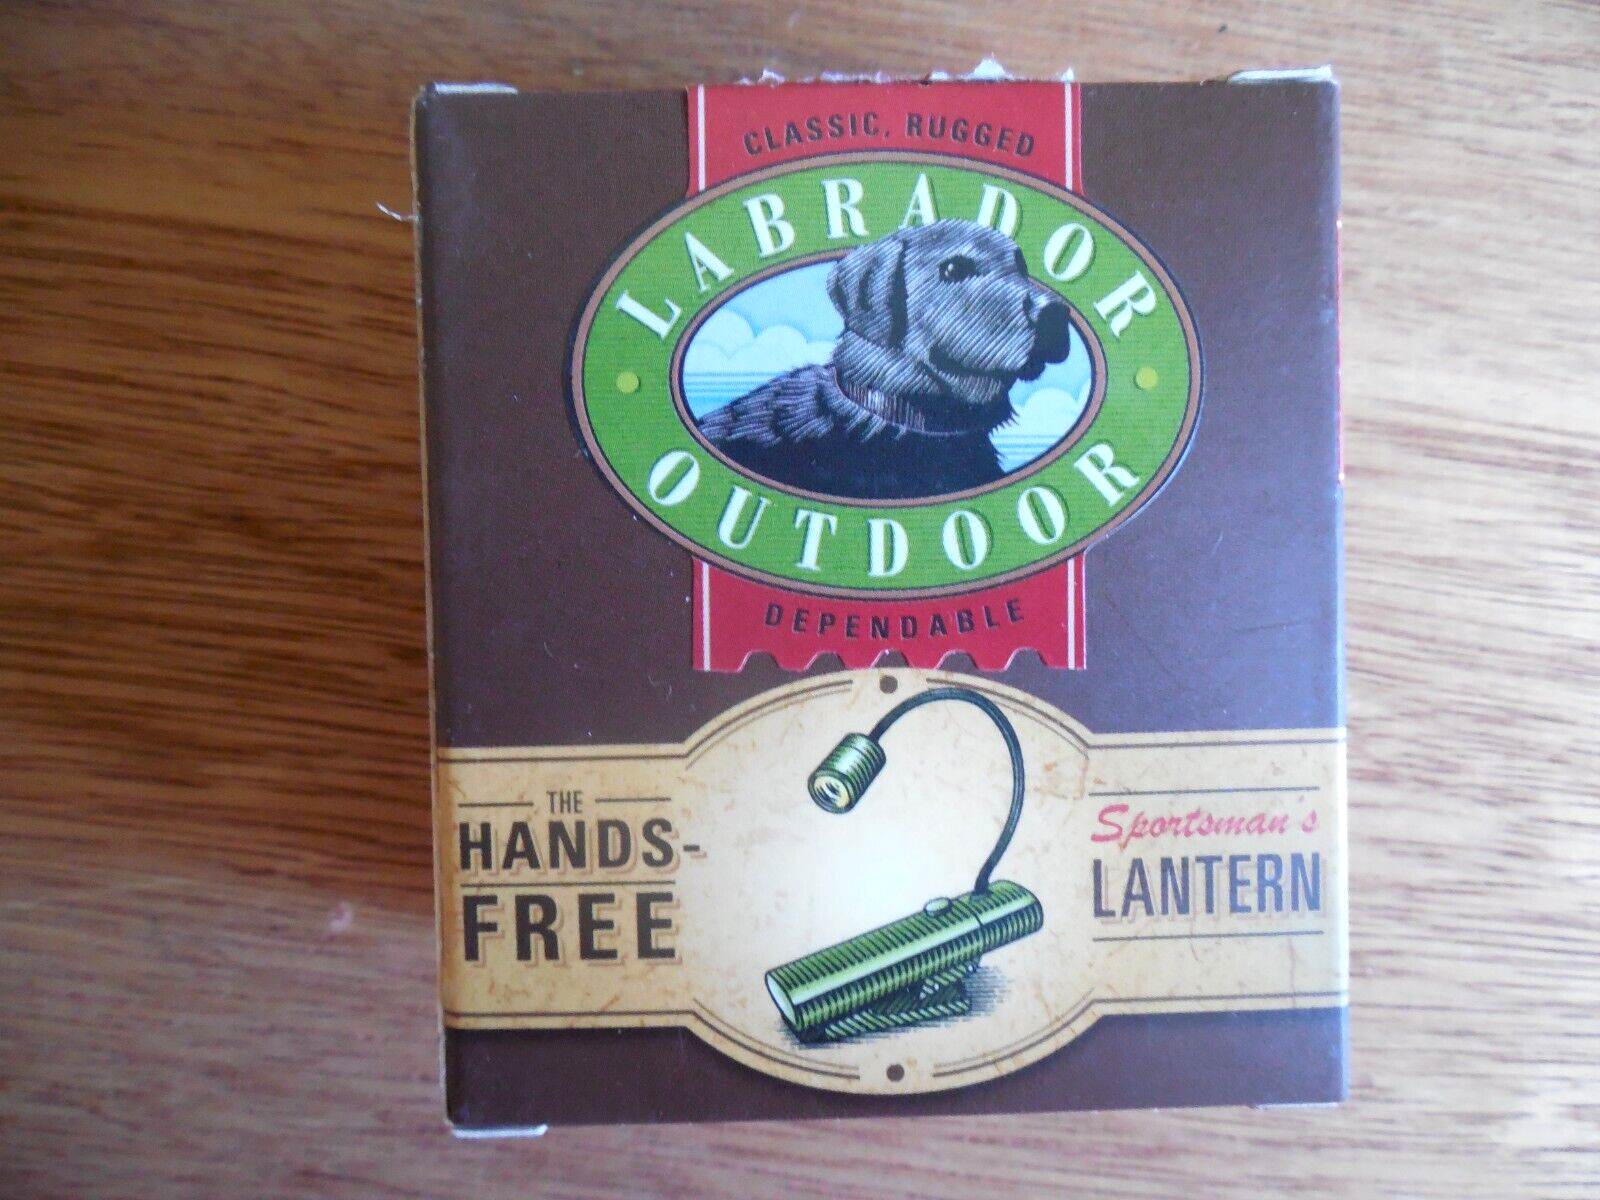 CLASSIC, RUGGED
LABRADOR
OUTDOOR
DEPENDABLE
THE
HANDS-
FREE
Sportsman's
LANTERN